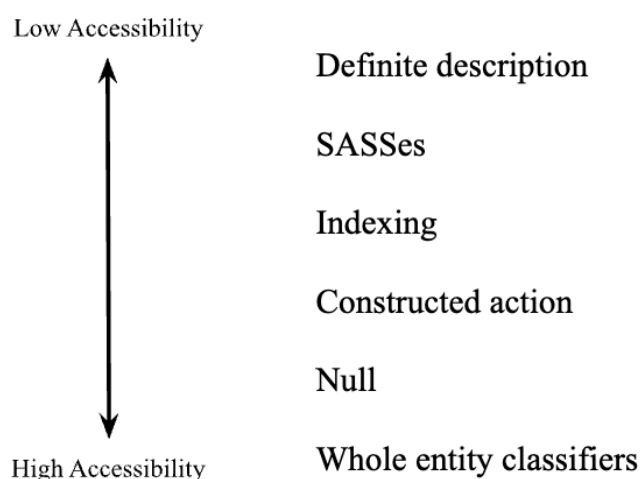 Low Accessibility
Definite description
SASSes
Indexing
Constructed action
Null
Whole entity classifiers
High Accessibility